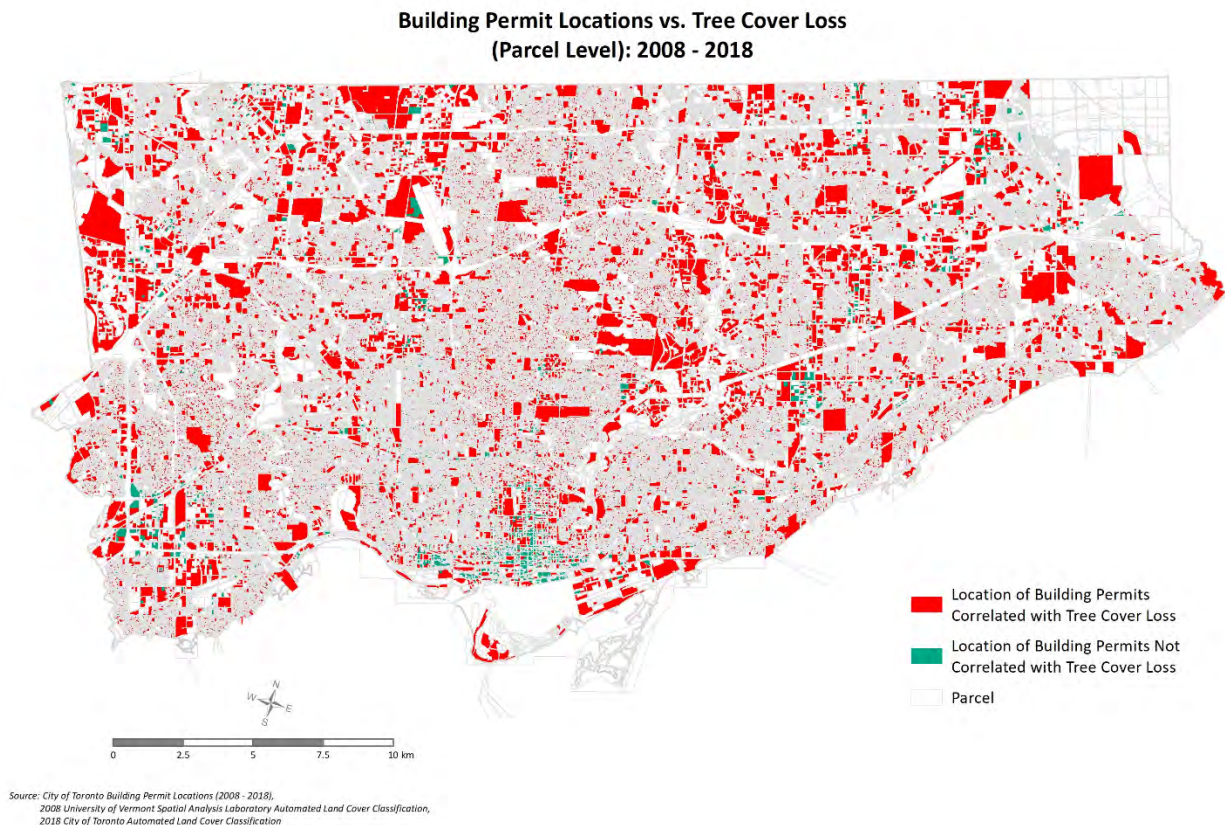 Building Permit Locations vs. Tree Cover Loss
(Parcel Level): 2008 - 2018
Location of Building Permits
Correlated with Tree Cover Loss
Location of Building Permits Not
Correlated with Tree Cover Loss
Parcel
N
W
E
S
0 2.5 5 7.5 10 km
Source: City of Toronto Building Permit Locations (2008 - 2018),
2008 University of Vermont Spatial Analysis Laboratory Automated Land Cover Classification,
2018 City of Toronto Automated Land Cover Classification